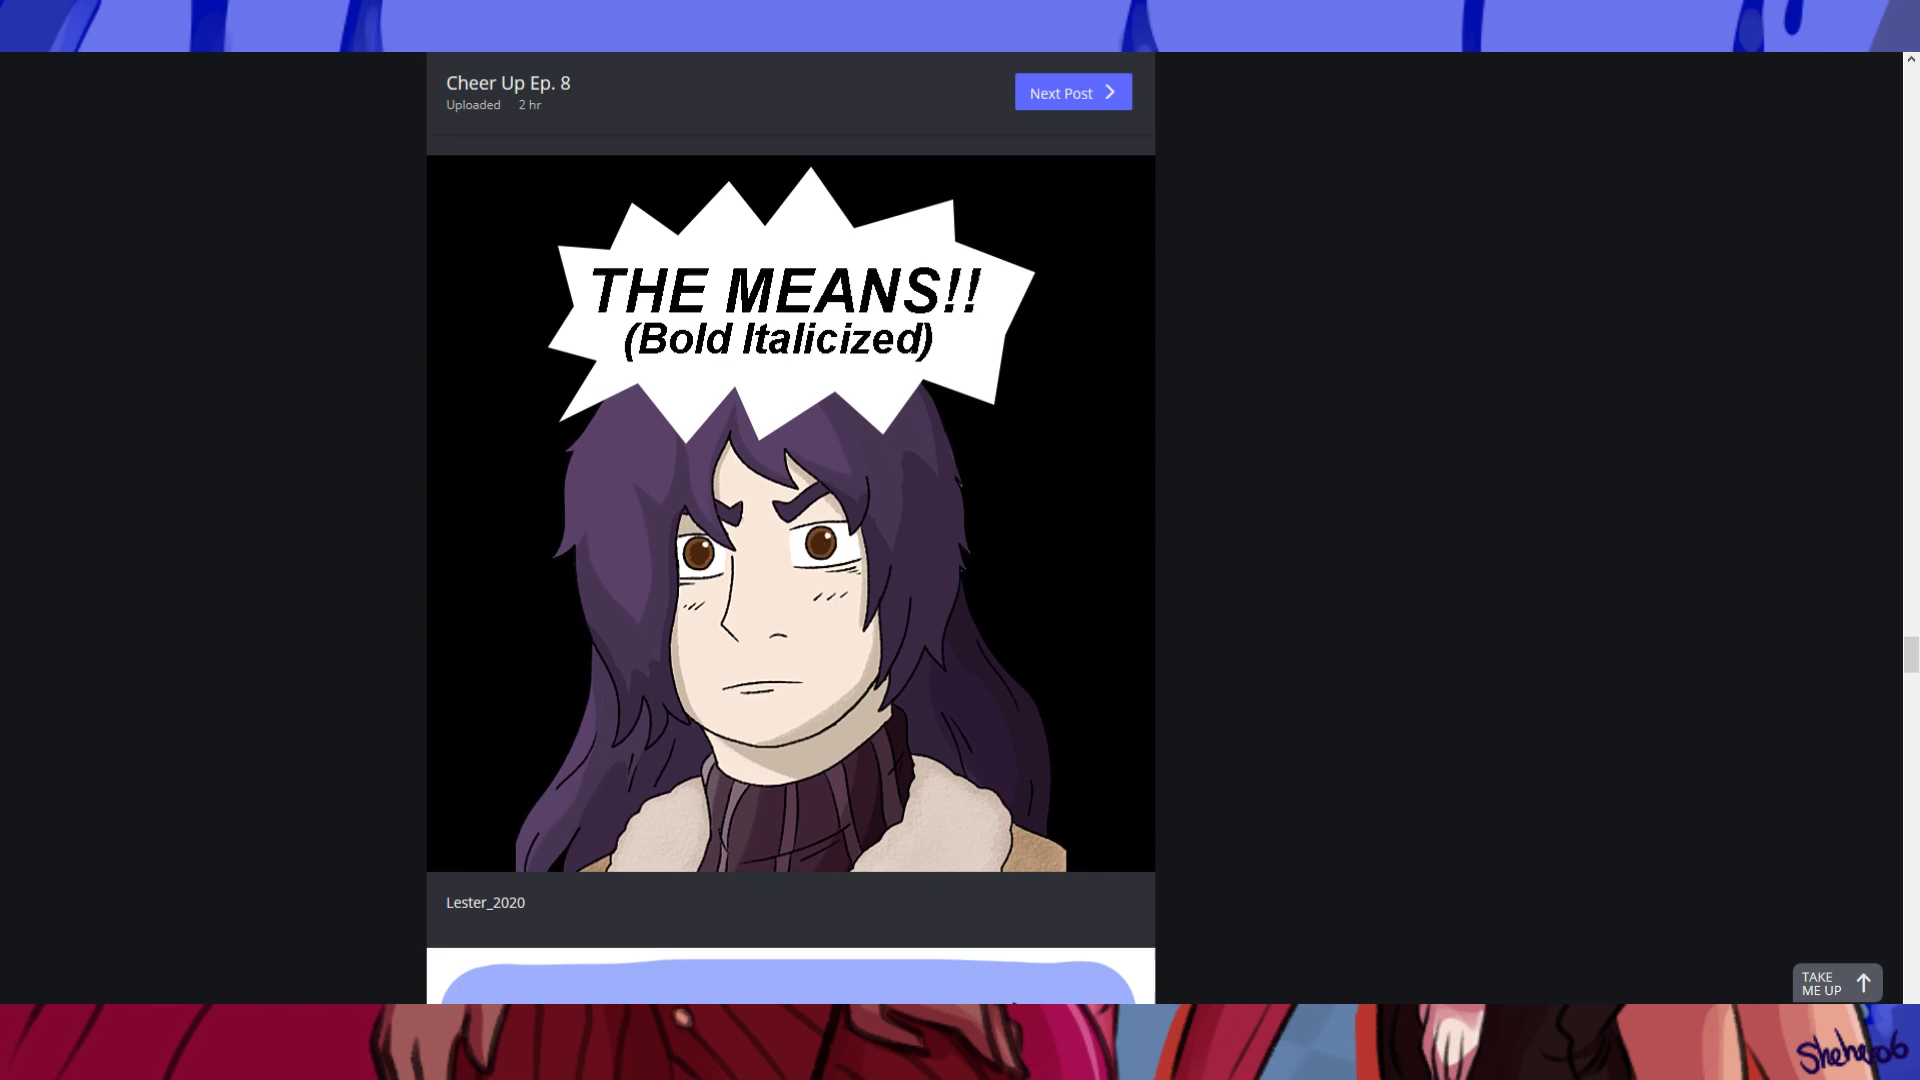 Cheer Up Ep. 8
Uploaded 2 hr
Next Post
THE MEANS!!
(Bold Italicized)
Lester_2020
TAKE
ME UP